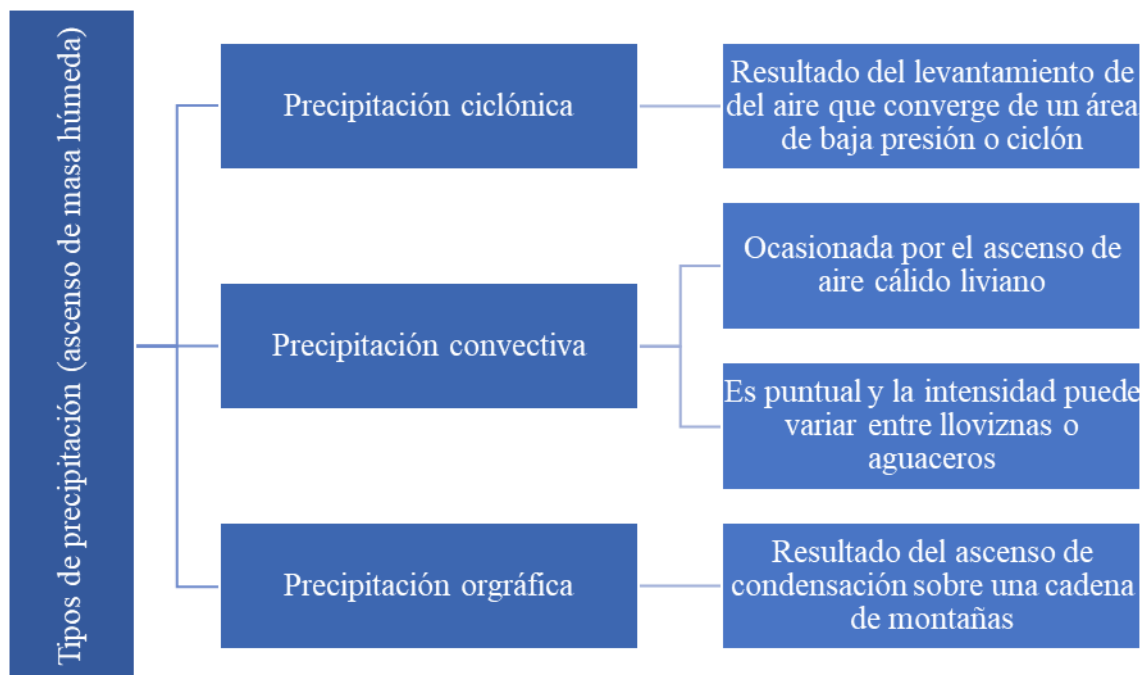 Tipos de precipitación (ascenso de masa húmeda)
Precipitación ciclónica
Resultado del levantamiento de
del aire que converge de un área
de baja presión o ciclón
Precipitación convectiva
Ocasionada por el ascenso de
aire cálido liviano
Es puntual y la intensidad puede
variar entre lloviznas o
aguaceros
Precipitación orgráfica
Resultado del ascenso de
condensación sobre una cadena
de montañas